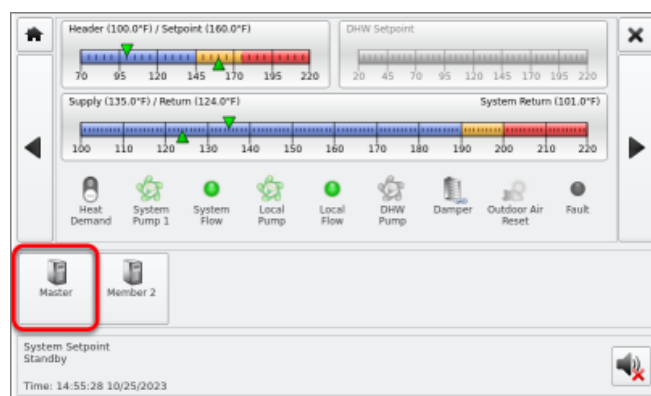 Header (100.0°F) / Setpoint (160.0°F)
DHW Setpoint
70 95 120 145 170 195 220
20 45 70 95 120 145 170 195 220
Supply (135.0°F) / Return (124.0°F)
System Return (101.0°F)
100 110 120 130 140 150 160 170 180 190 200 210 220
Heat Demand
System Pump 1
System Flow
Local Pump
Local Flow
DHW Pump
Damper
Outdoor Air Reset
Fault
Master
Member 2
System Setpoint
Standby
Time: 14:55:28 10/25/2023